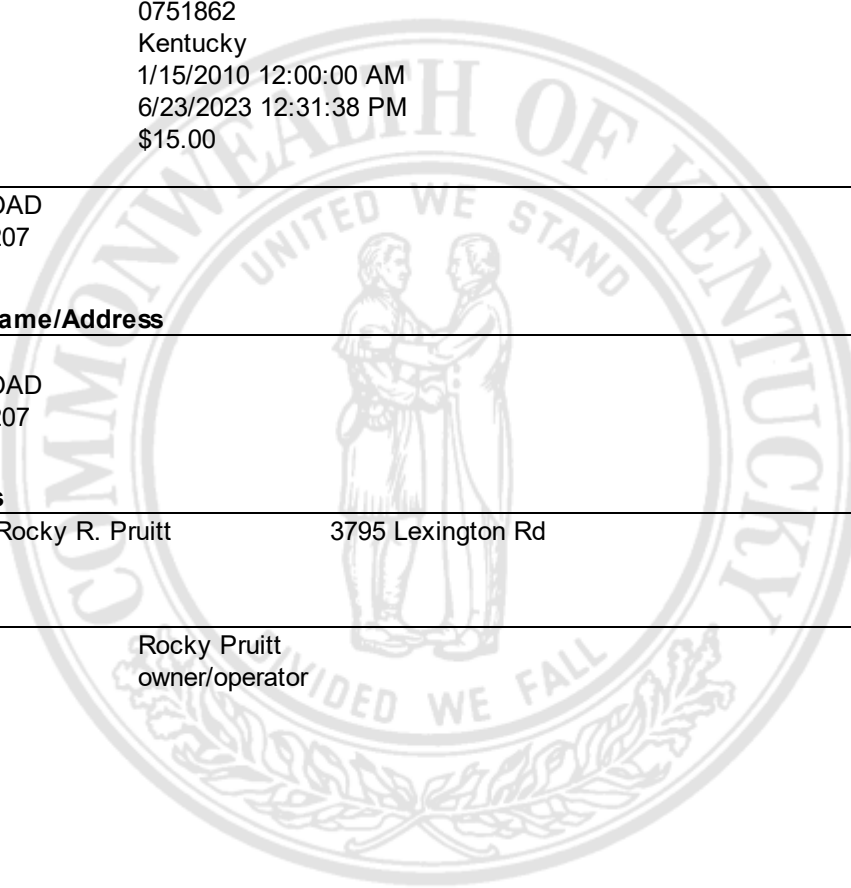 0751862
Kentucky
1/15/2010 12:00:00 AM
6/23/2023 12:31:38 PM
$15.00
OAD
207
ame/Address
OAD
207
s
Rocky R. Pruitt 3795 Lexington Rd
Rocky Pruitt
owner/operator
COMMONWEALTH OF KENTUCKY
UNITED WE STAND
DIVIDED WE FALL